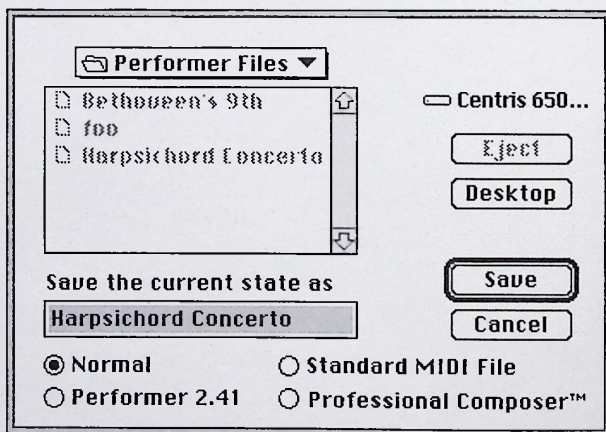 Performer Files
Bethoveen's 9th
foo
Harpsichord Concerto
Centris 650...
Eject
Desktop
Save the current state as
Harpsichord Concerto
Save
Cancel
Normal
Standard MIDI File
Performer 2.41
Professional Composer™